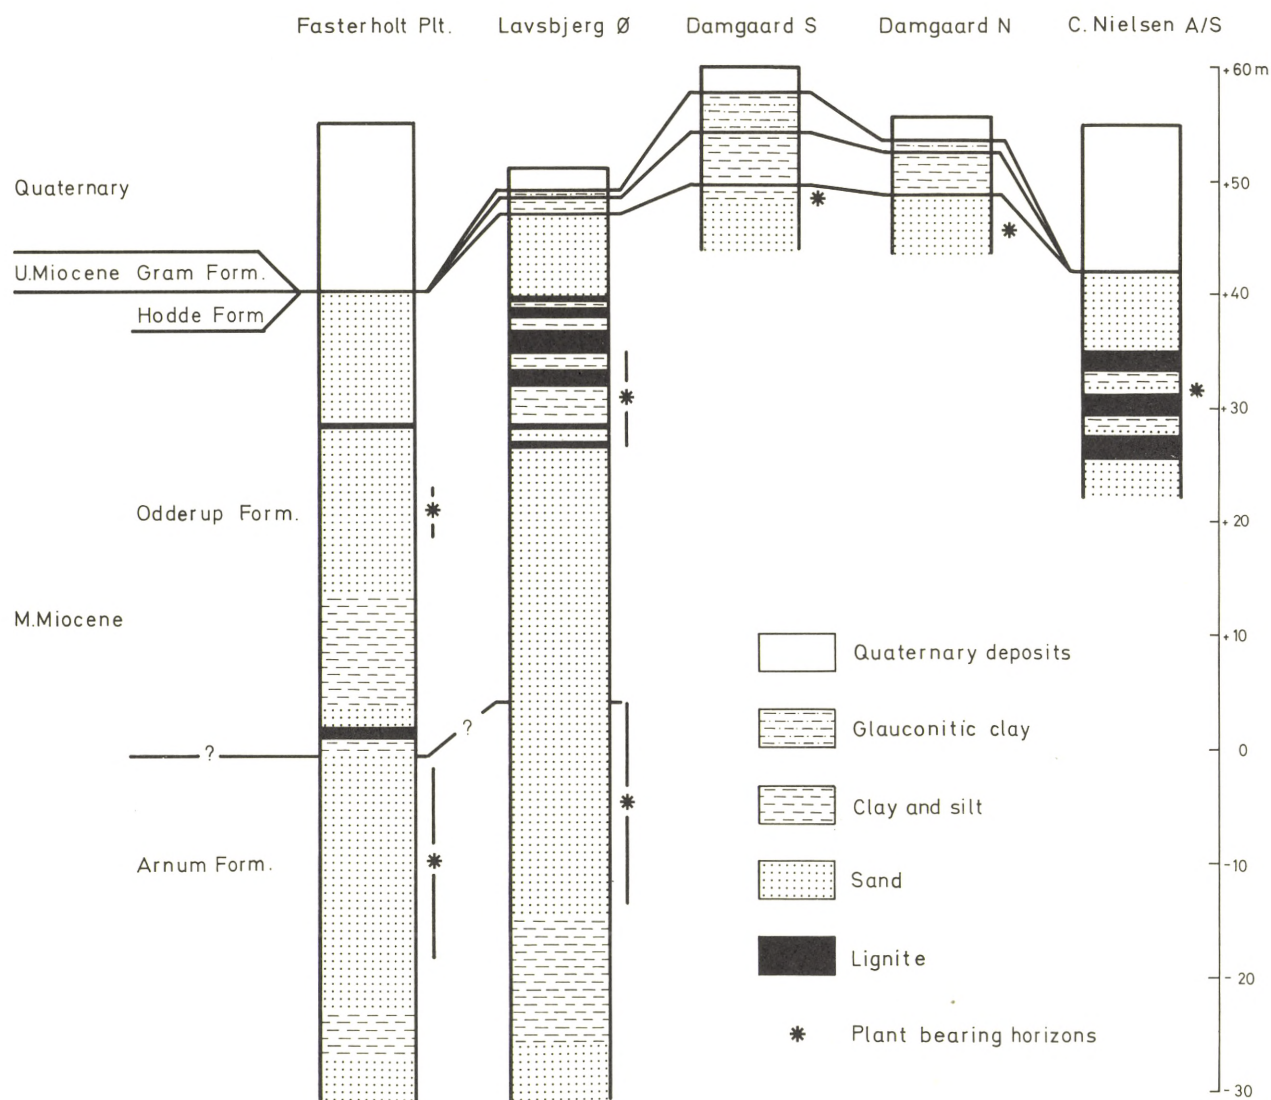 Fasterholt Plt. Lavsbjerg Ø Damgaard S Damgaard N C. Nielsen A/S
+60 m
Quaternary
+50
U.Miocene Gram Form.
+40
Hodde Form
+30
Odderup Form.
+20
M.Miocene
+10
Quaternary deposits
Glauconitic clay
?
?
0
Clay and silt
Arnum Form.
-10
Sand
Lignite
-20
Plant bearing horizons
-30